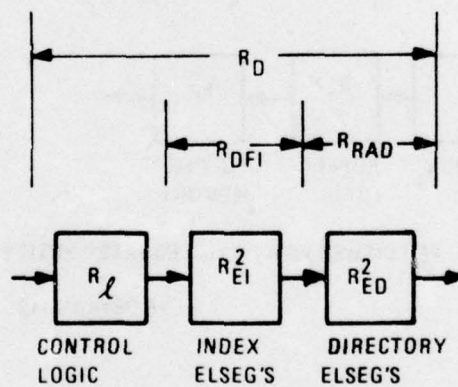 R_D
R_DFI R_RAD
R_ℓ R²_EI R²_ED
CONTROL INDEX DIRECTORY
LOGIC ELSEG'S ELSEG'S